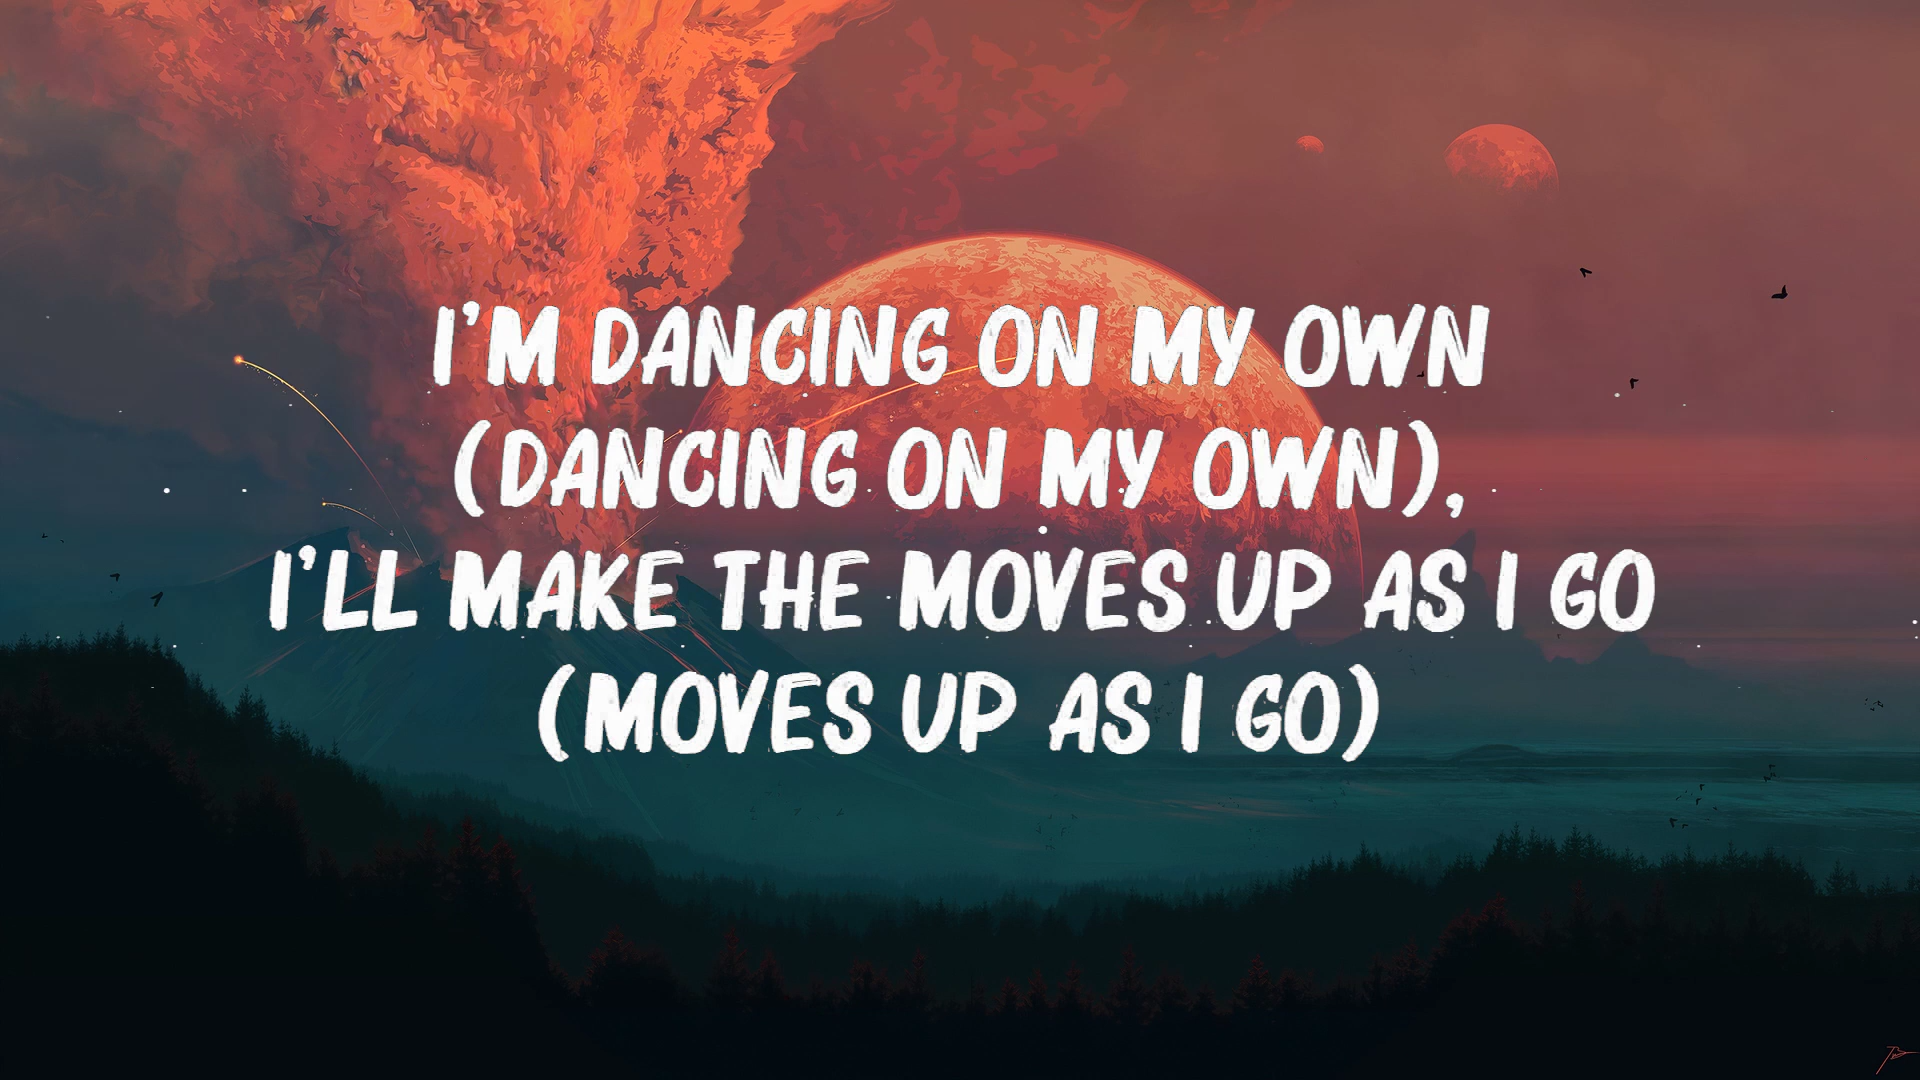 I'M DANCING ON MY OWN
(DANCING ON MY OWN),
I'LL MAKE THE MOVES UP AS I GO
(MOVES UP AS I GO)